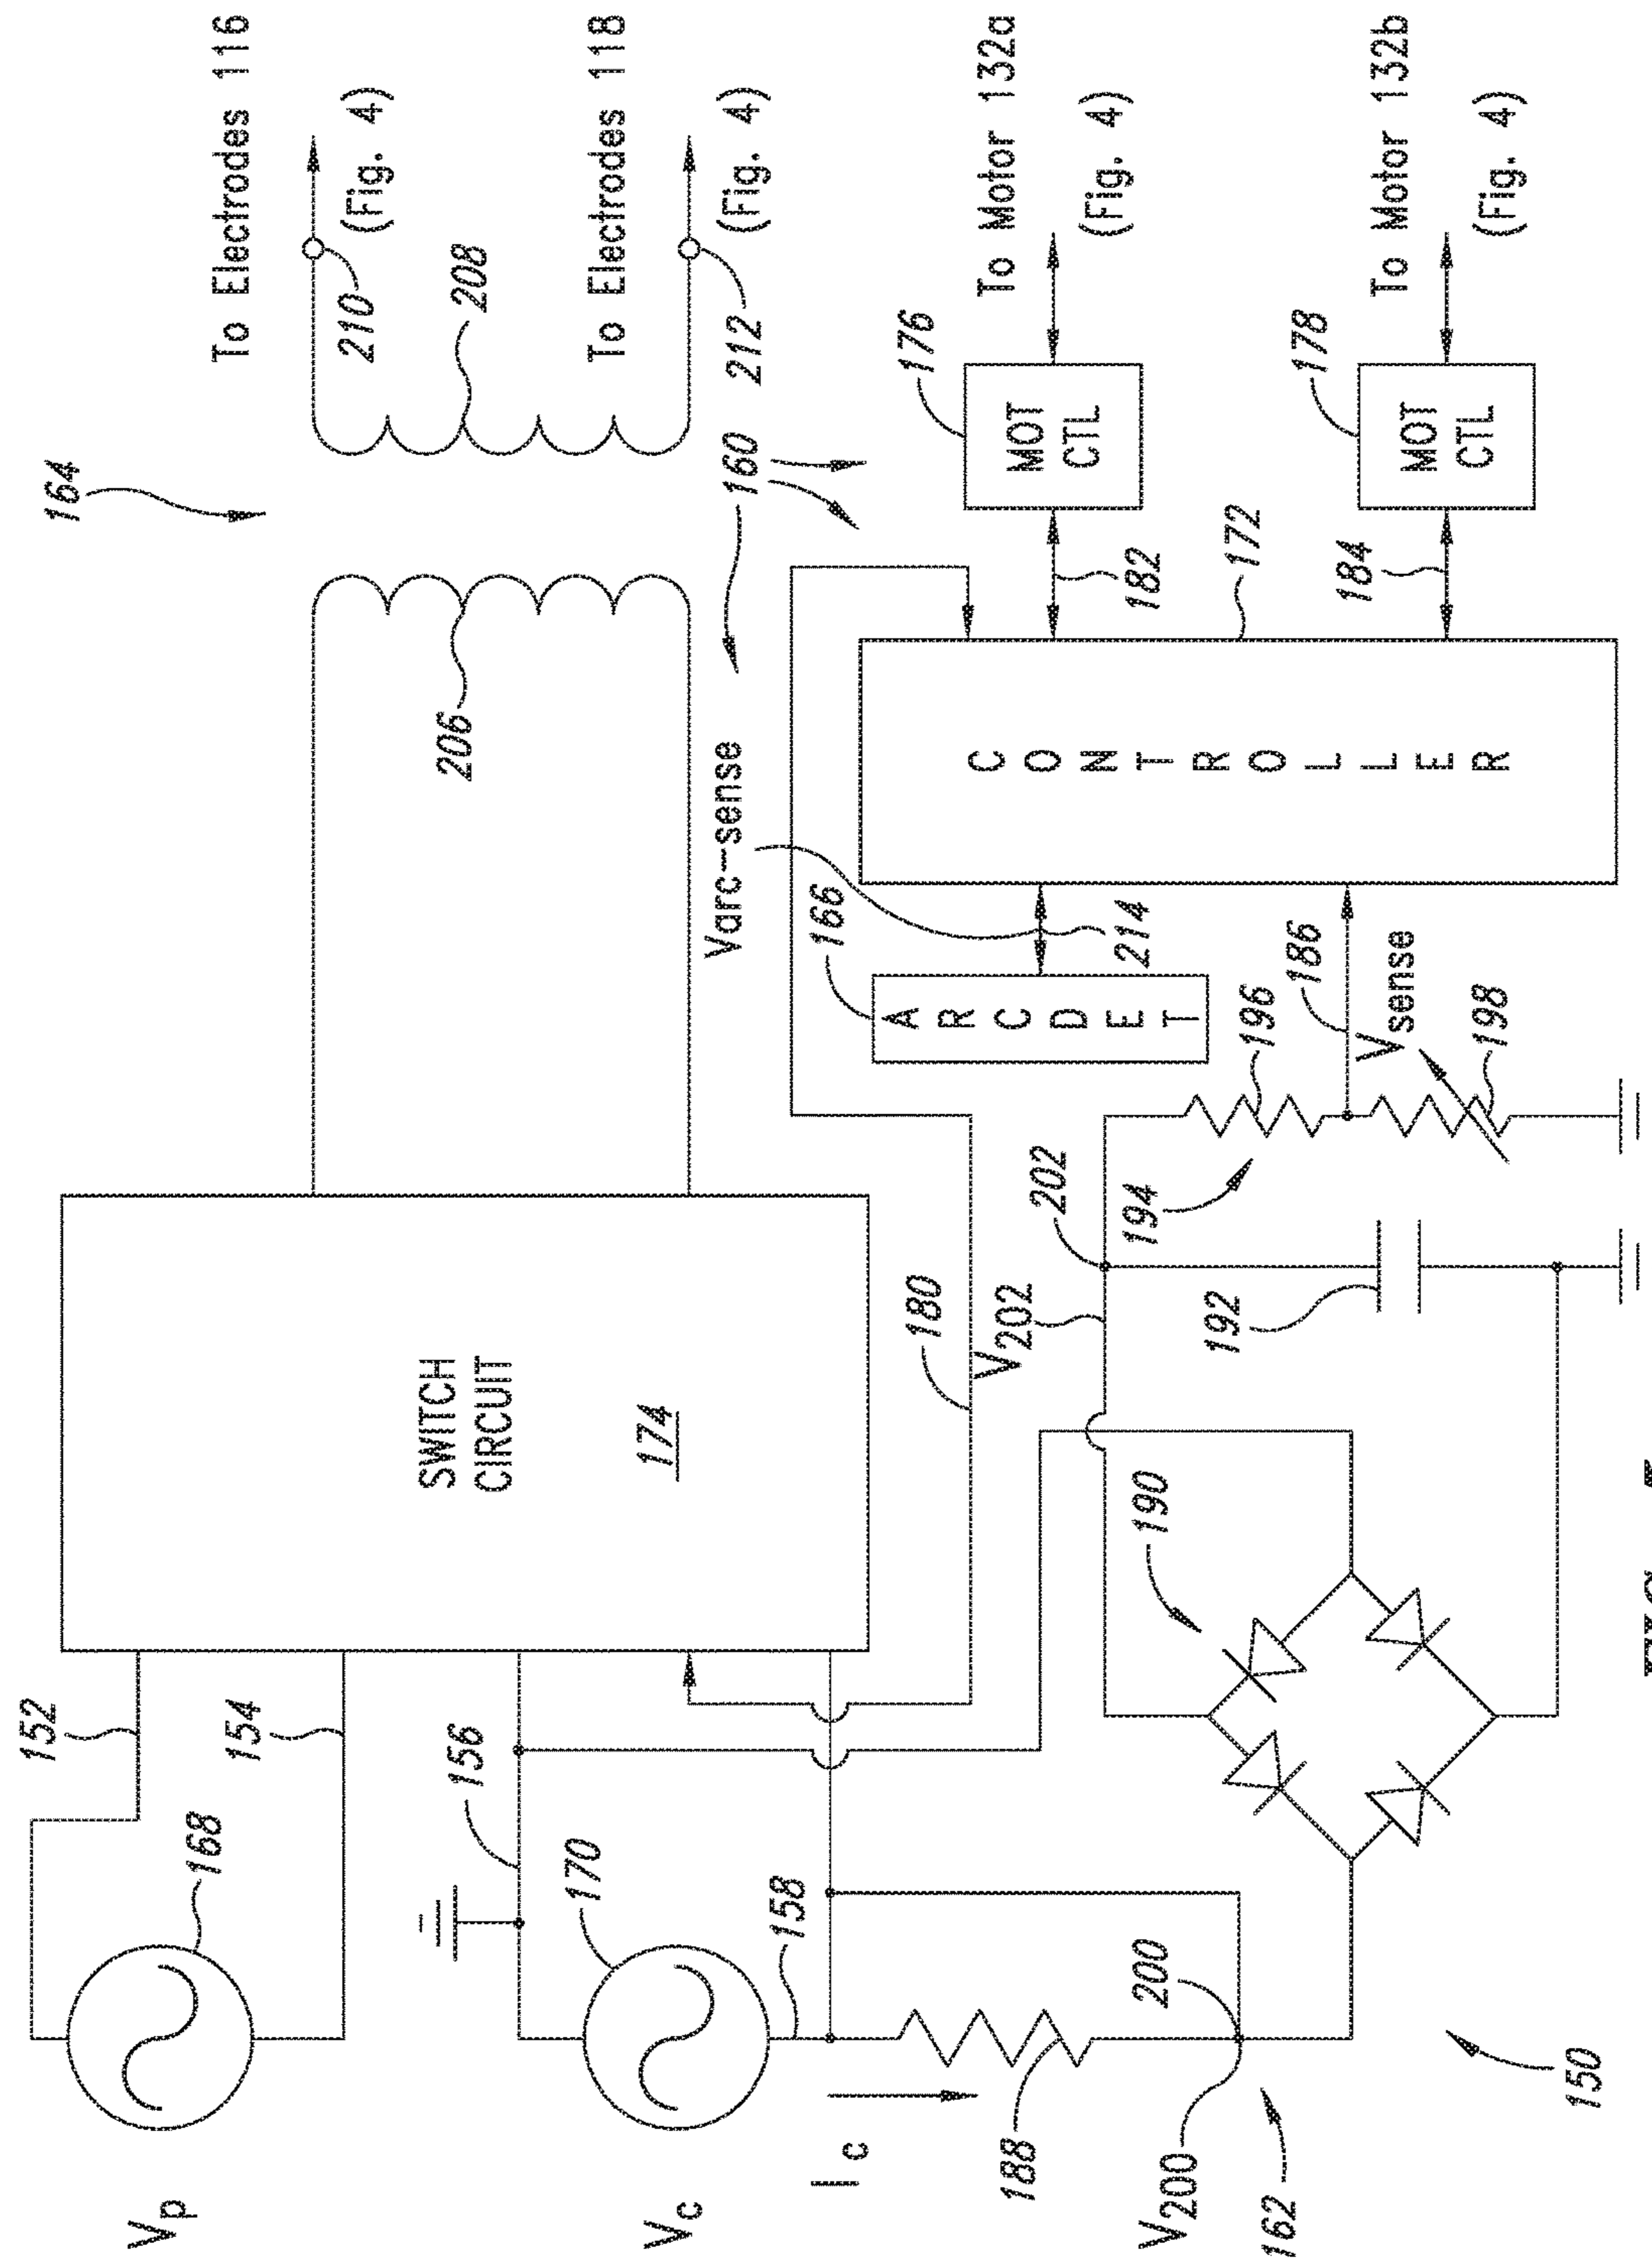 To Electrodes 116
(Fig. 4)
210
208
To Electrodes 118
(Fig. 4)
212
164
206
160
To Motor 132a
(Fig. 4)
176
MOT
CTL
182
172
To Motor 132b
(Fig. 4)
178
MOT
CTL
184
CONTROLLER
Varc-sense
166
214
ARCDET
186
Vsense
196
198
194
202
V202
192
180
SWITCH
CIRCUIT
174
190
152
154
156
168
170
158
200
188
V200
162
150
Vp
Vc
Ic